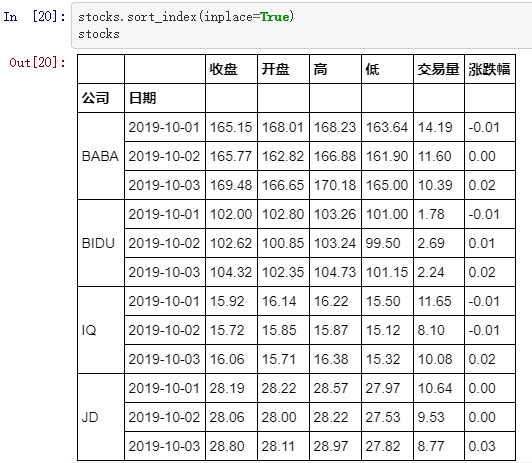 In [20]: stocks.sort_index(inplace=True)
stocks
Out[20]:
收盘 开盘 高 低 交易量 涨跌幅
公司 日期
BABA 2019-10-01 165.15 168.01 168.23 163.64 14.19 -0.01
2019-10-02 165.77 162.82 166.88 161.90 11.60 0.00
2019-10-03 169.48 166.65 170.18 165.00 10.39 0.02
BIDU 2019-10-01 102.00 102.80 103.26 101.00 1.78 -0.01
2019-10-02 102.62 100.85 103.24 99.50 2.69 0.01
2019-10-03 104.32 102.35 104.73 101.15 2.24 0.02
IQ 2019-10-01 15.92 16.14 16.22 15.50 11.65 -0.01
2019-10-02 15.72 15.85 15.87 15.12 8.10 -0.01
2019-10-03 16.06 15.71 16.38 15.32 10.08 0.02
JD 2019-10-01 28.19 28.22 28.57 27.97 10.64 0.00
2019-10-02 28.06 28.00 28.22 27.53 9.53 0.00
2019-10-03 28.80 28.11 28.97 27.82 8.77 0.03